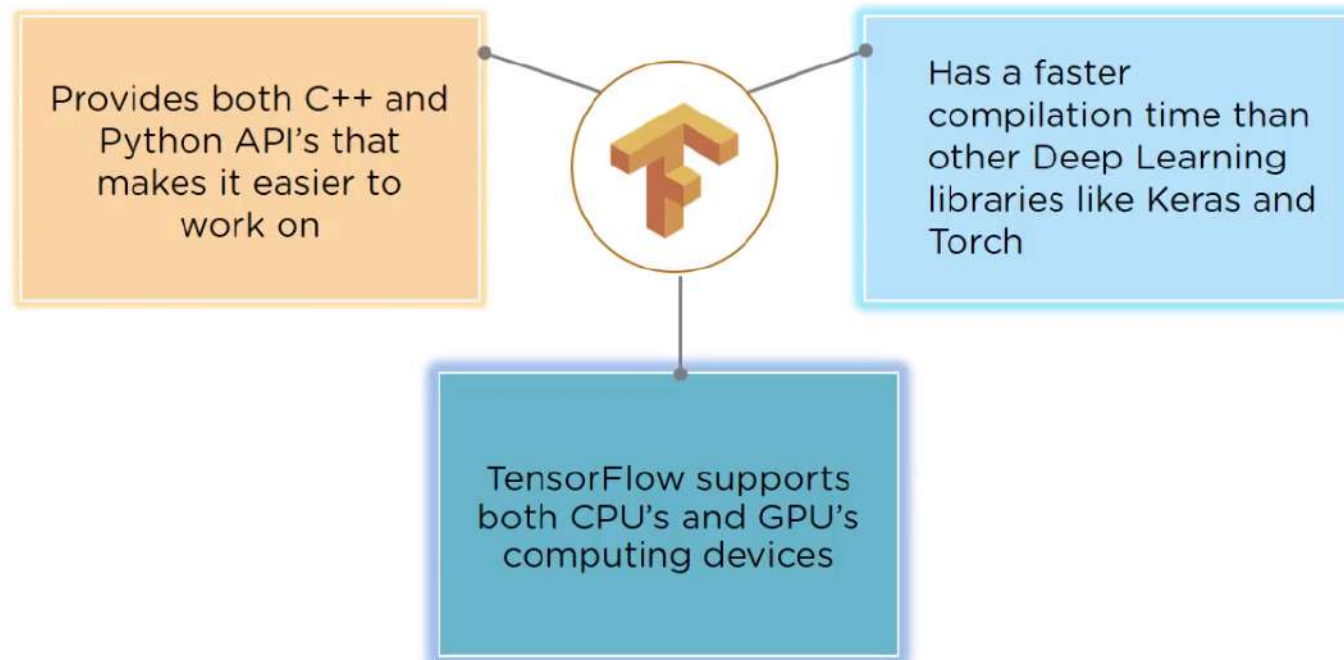 Provides both C++ and
Python API's that
makes it easier to
work on
Has a faster
compilation time than
other Deep Learning
libraries like Keras and
Torch
TensorFlow supports
both CPU's and GPU's
computing devices